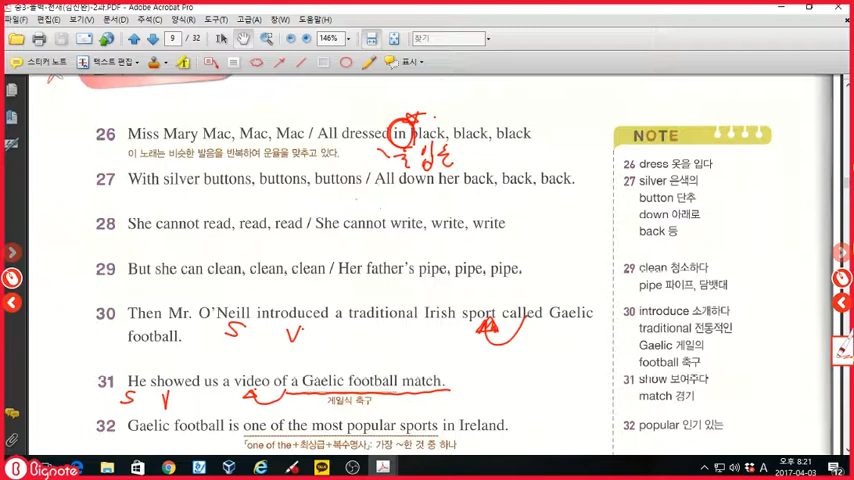 중3-
2과.PDF - Adobe Acrobat Pro
파일(F) 편집(E) 보기(V) 문서(D) 주석(C) 양식(R) 도구(T) 고급(A) 창(W) 도움말(H)
9 / 32 146% 찾기
스티커 노트 텍스트 편집 표시
26 Miss Mary Mac, Mac, Mac / All dressed in black, black, black
이 노래는 비슷한 발음을 반복하여 운율을 맞추고 있다.
~을 입은
27 With silver buttons, buttons, buttons / All down her back, back, back.
28 She cannot read, read, read / She cannot write, write, write
29 But she can clean, clean, clean / Her father's pipe, pipe, pipe.
30 Then Mr. O'Neill introduced a traditional Irish sport called Gaelic
S V
football.
31 He showed us a video of a Gaelic football match.
S V
게일식 축구
32 Gaelic football is one of the most popular sports in Ireland.
「one of the+최상급+복수명사」: 가장 ~한 것 중 하나
NOTE
26 dress 옷을 입다
27 silver 은색의
button 단추
down 아래로
back 등
29 clean 청소하다
pipe 파이프, 담뱃대
30 introduce 소개하다
traditional 전통적인
Gaelic 게일의
football 축구
31 show 보여주다
match 경기
32 popular 인기 있는
Bignote
TALK
A 오후 8:21
2017-04-03